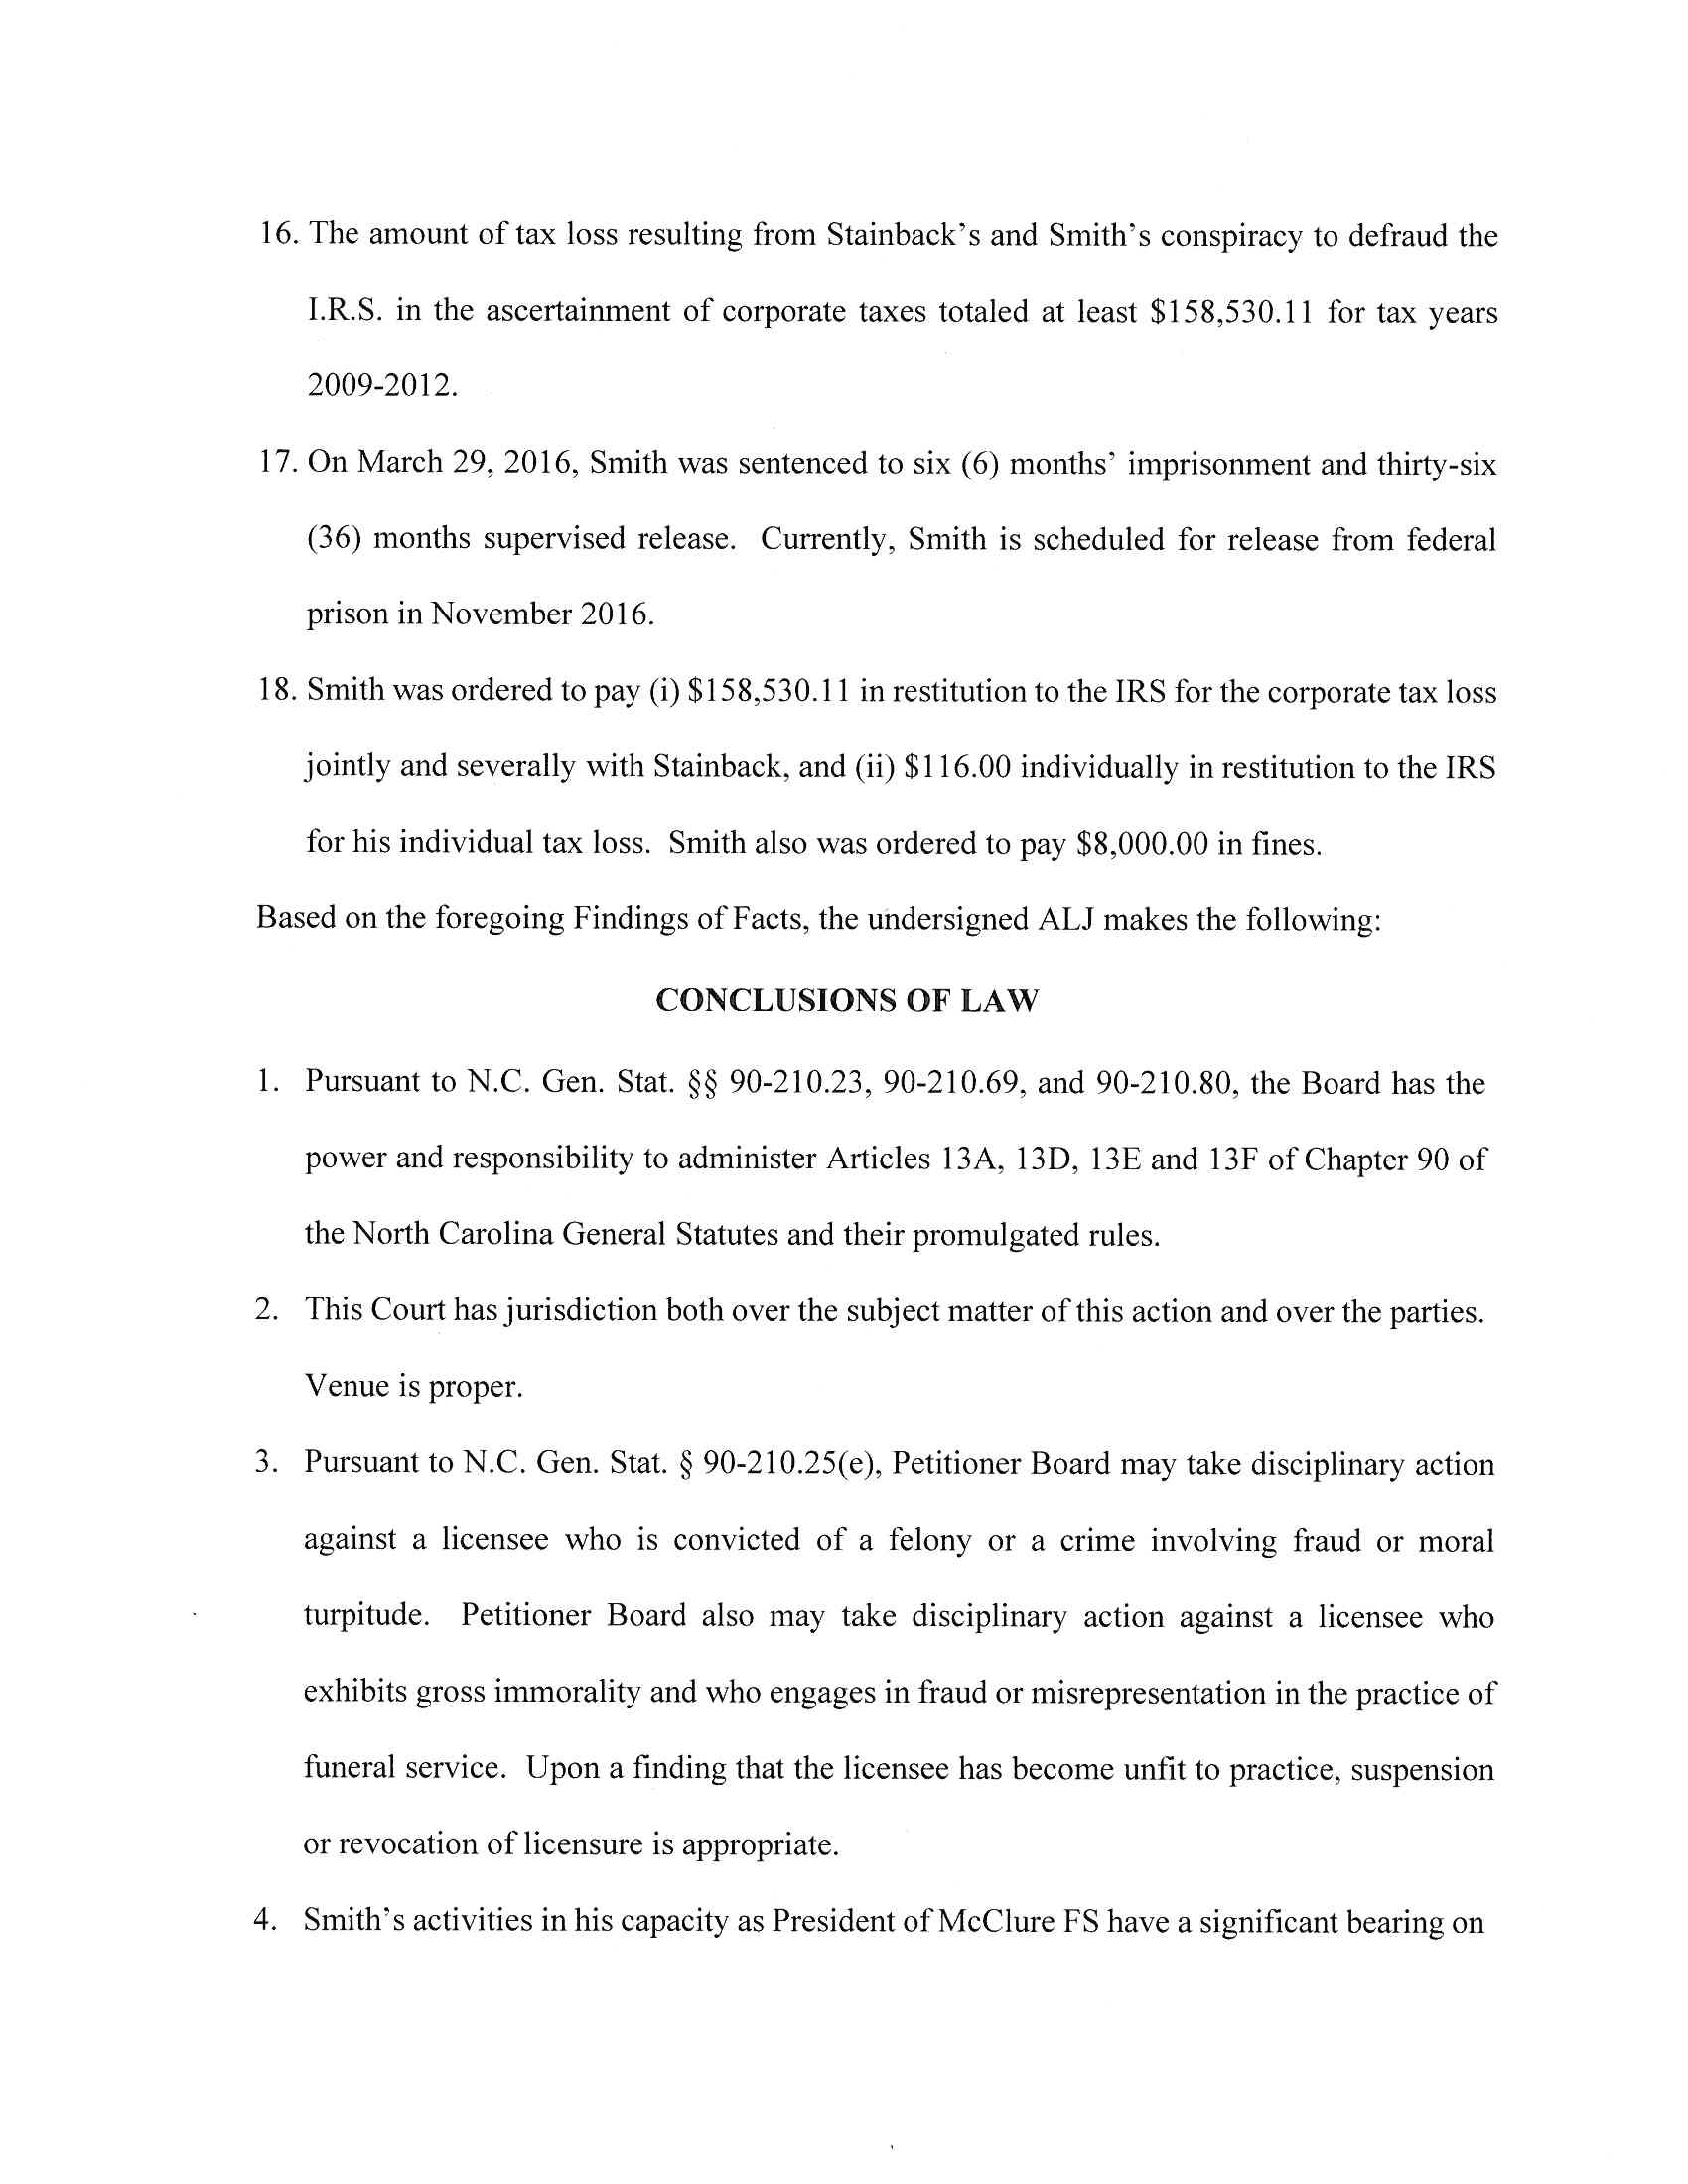 16. The amount of tax loss resulting from Stainback's and Smith's conspiracy to defraud the
I.R.S. in the ascertainment of corporate taxes totaled at least $158,530.11 for tax years
2009-2012.
17. On March 29, 2016, Smith was sentenced to six (6) months' imprisonment and thirty-six
(36) months supervised release. Currently, Smith is scheduled for release from federal
prison in November 2016.
18. Smith was ordered to pay (i) $158,530.11 in restitution to the IRS for the corporate tax loss
jointly and severally with Stainback, and (ii) $116.00 individually in restitution to the IRS
for his individual tax loss. Smith also was ordered to pay $8,000.00 in fines.
Based on the foregoing Findings of Facts, the undersigned ALJ makes the following:
CONCLUSIONS OF LAW
1. Pursuant to N.C. Gen. Stat. §§ 90-210.23, 90-210.69, and 90-210.80, the Board has the
power and responsibility to administer Articles 13A, 13D, 13E and 13F of Chapter 90 of
the North Carolina General Statutes and their promulgated rules.
2. This Court has jurisdiction both over the subject matter of this action and over the parties.
Venue is proper.
3. Pursuant to N.C. Gen. Stat. § 90-210.25(e), Petitioner Board may take disciplinary action
against a licensee who is convicted of a felony or a crime involving fraud or moral
turpitude. Petitioner Board also may take disciplinary action against a licensee who
exhibits gross immorality and who engages in fraud or misrepresentation in the practice of
funeral service. Upon a finding that the licensee has become unfit to practice, suspension
or revocation of licensure is appropriate.
4. Smith's activities in his capacity as President of McClure FS have a significant bearing on